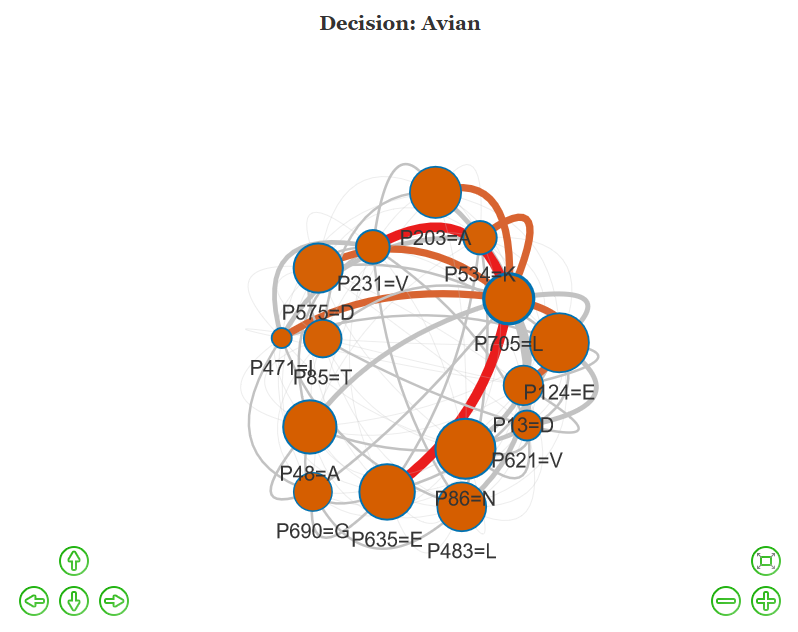 Decision: Avian
P203=A
P534=K
P231=V
P575=D
P705=L
P471=I
P85=T
P124=E
P13=D
P621=V
P48=A
P86=N
P690=G
P635=E
P483=L